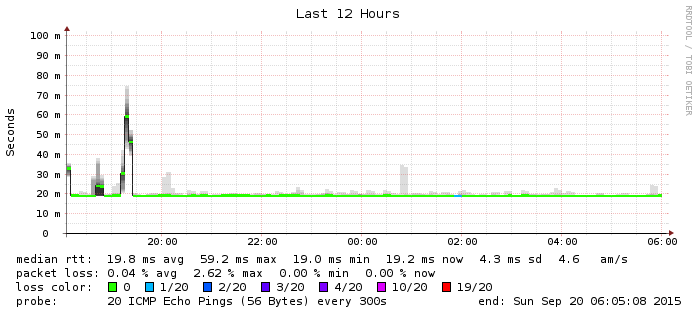 Last 12 Hours
RRDTOOL / TOBI OETIKER
Seconds
100 m
90 m
80 m
70 m
60 m
50 m
40 m
30 m
20 m
10 m
0
20:00 22:00 00:00 02:00 04:00 06:00
median rtt: 19.8 ms avg 59.2 ms max 19.0 ms min 19.2 ms now 4.3 ms sd 4.6 am/s
packet loss: 0.04 % avg 2.62 % max 0.00 % min 0.00 % now
loss color: 0 1/20 2/20 3/20 4/20 10/20 19/20
probe: 20 ICMP Echo Pings (56 Bytes) every 300s end: Sun Sep 20 06:05:08 2015